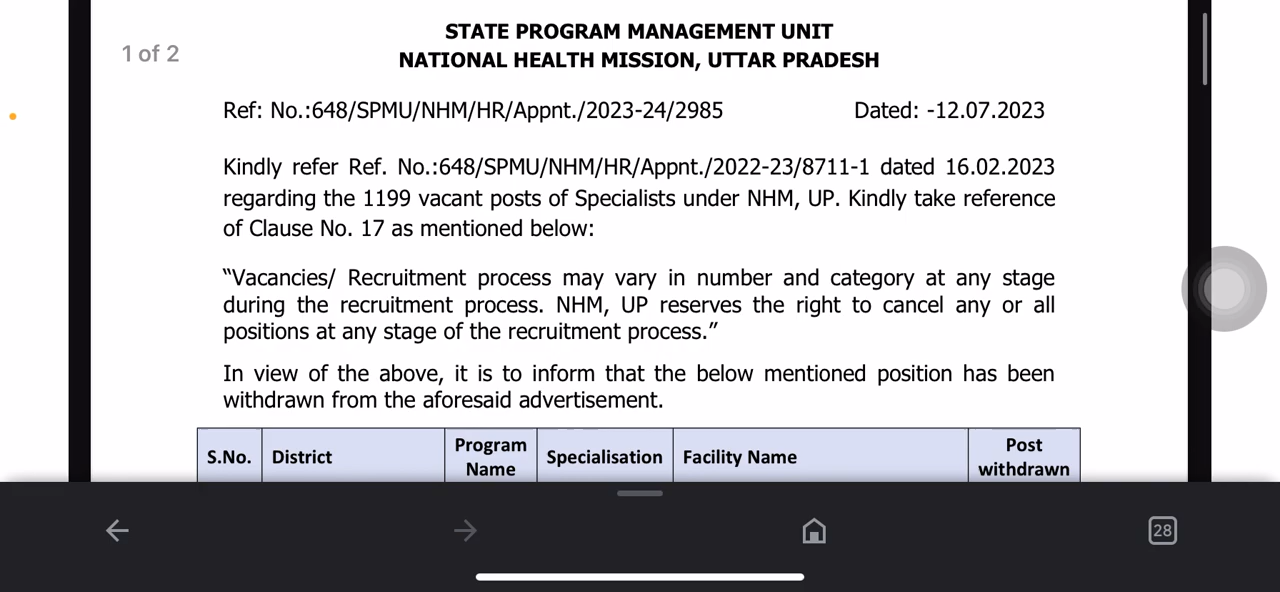 STATE PROGRAM MANAGEMENT UNIT
1 of 2
NATIONAL HEALTH MISSION, UTTAR PRADESH
Ref: No.:648/SPMU/NHM/HR/Appnt./2023-24/2985 Dated: -12.07.2023
Kindly refer Ref. No.:648/SPMU/NHM/HR/Appnt./2022-23/8711-1 dated 16.02.2023
regarding the 1199 vacant posts of Specialists under NHM, UP. Kindly take reference
of Clause No. 17 as mentioned below:
“Vacancies/ Recruitment process may vary in number and category at any stage
during the recruitment process. NHM, UP reserves the right to cancel any or all
positions at any stage of the recruitment process.”
In view of the above, it is to inform that the below mentioned position has been
withdrawn from the aforesaid advertisement.
S.No. District Program Name Specialisation Facility Name Post withdrawn
28